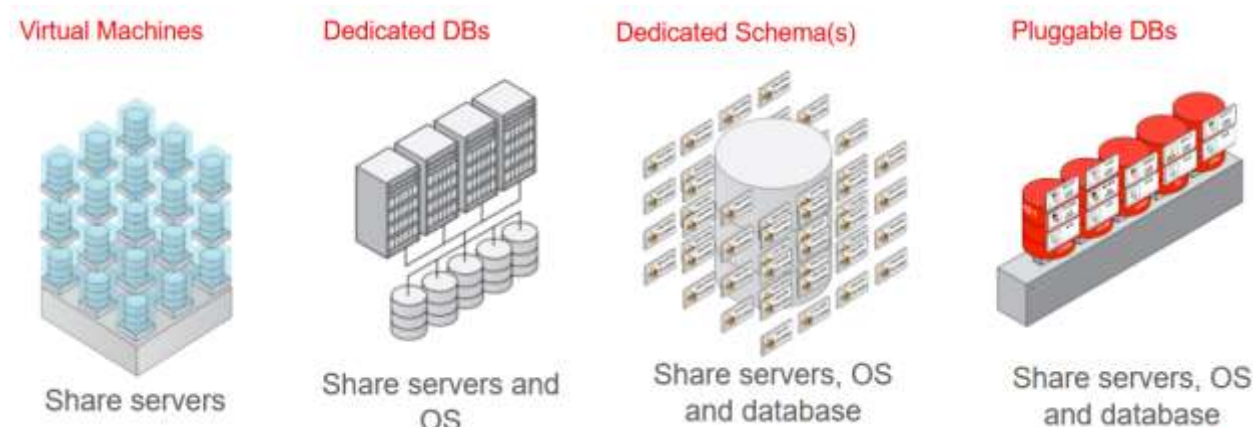 Virtual Machines
Dedicated DBs
Dedicated Schema(s)
Pluggable DBs
Share servers
Share servers and
OS
Share servers, OS
and database
Share servers, OS
and database